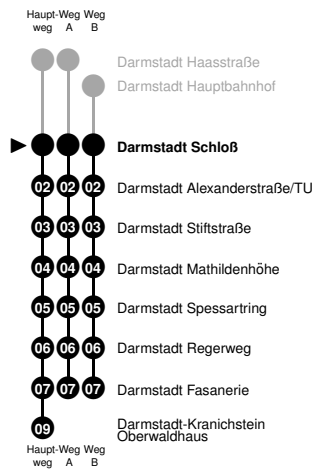 Haupt-Weg Weg
weg A B
Darmstadt Haasstraße
Darmstadt Hauptbahnhof
Darmstadt Schloß
02 02 02 Darmstadt Alexanderstraße/TU
03 03 03 Darmstadt Stiftstraße
04 04 04 Darmstadt Mathildenhöhe
05 05 05 Darmstadt Spessartring
06 06 06 Darmstadt Regerweg
07 07 07 Darmstadt Fasanerie
09 Darmstadt-Kranichstein
Oberwaldhaus
Haupt-Weg Weg
weg A B